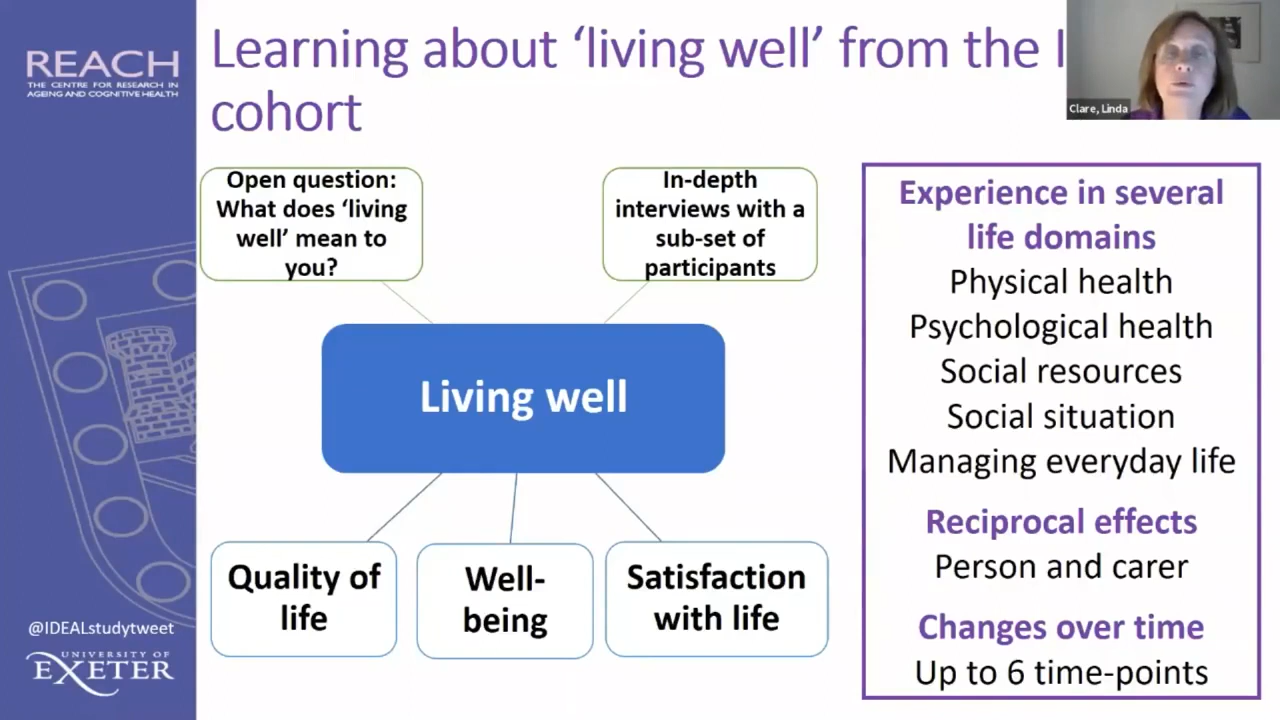 REACH
THE CENTRE FOR RESEARCH IN
AGEING AND COGNITIVE HEALTH
Learning about ‘living well’ from the
cohort
Clare, Linda
Open question:
What does ‘living
well’ mean to
you?
In-depth
interviews with a
sub-set of
participants
Living well
Quality of
life
Well-
being
Satisfaction
with life
Experience in several
life domains
Physical health
Psychological health
Social resources
Social situation
Managing everyday life
Reciprocal effects
Person and carer
Changes over time
Up to 6 time-points
@IDEALstudytweet
UNIVERSITY OF
EXETER